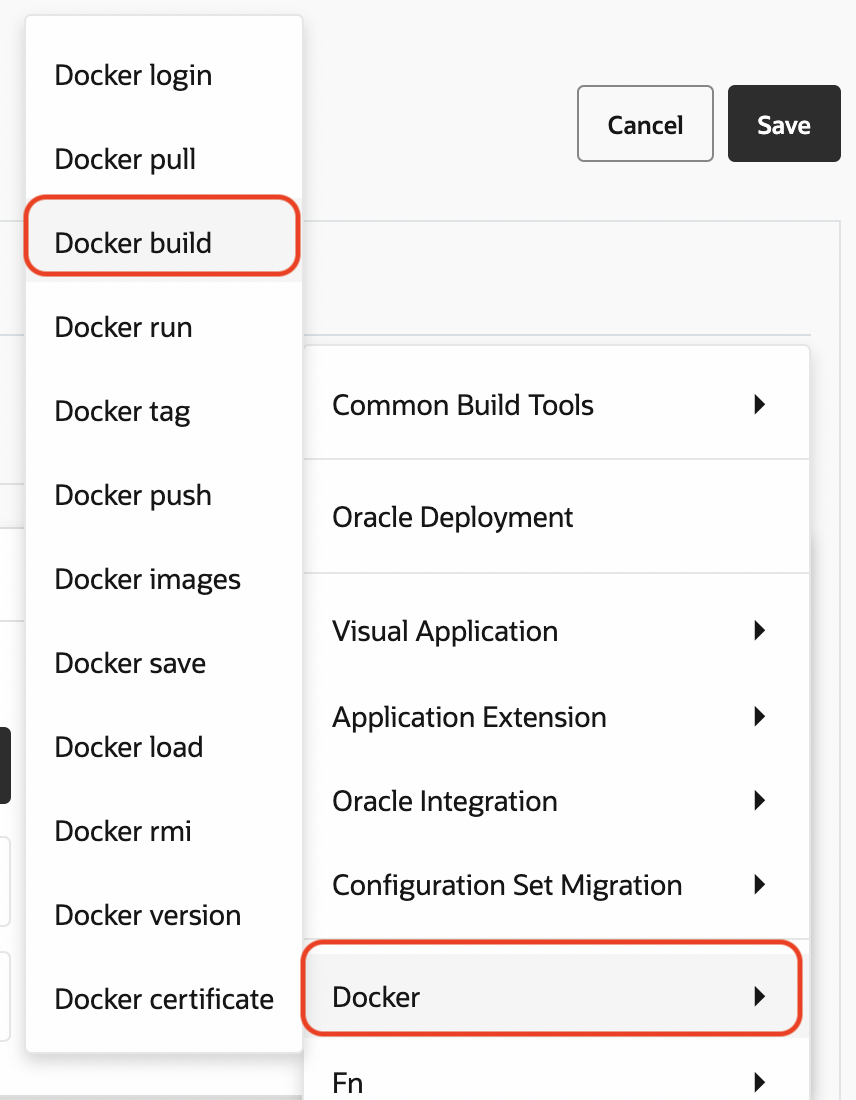 Docker login
Docker pull
Docker build
Docker run
Docker tag
Docker push
Docker images
Docker save
Docker load
Docker rmi
Docker version
Docker certificate
Cancel
Save
Common Build Tools
Oracle Deployment
Visual Application
Application Extension
Oracle Integration
Configuration Set Migration
Docker
Fn